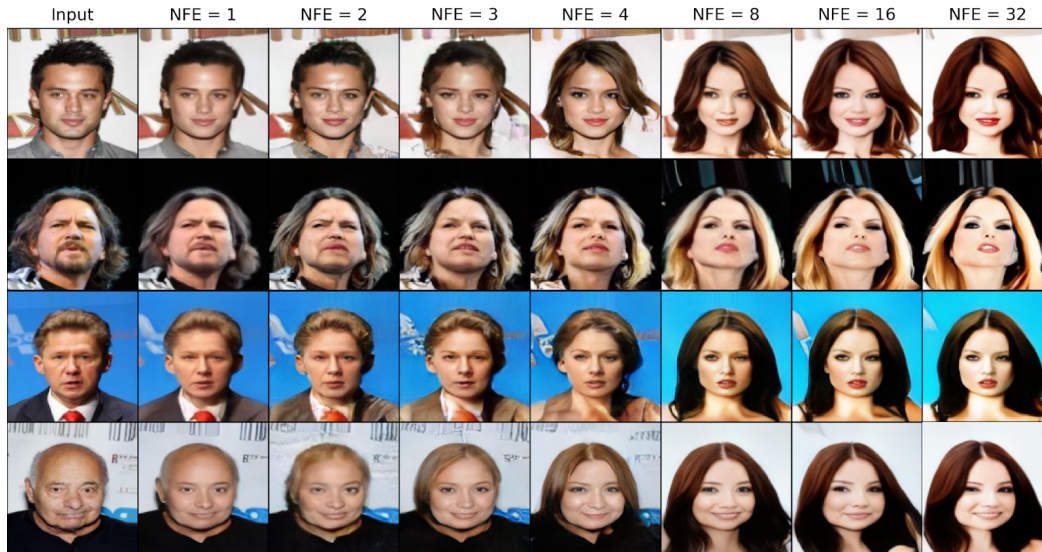 Input NFE = 1 NFE = 2 NFE = 3 NFE = 4 NFE = 8 NFE = 16 NFE = 32